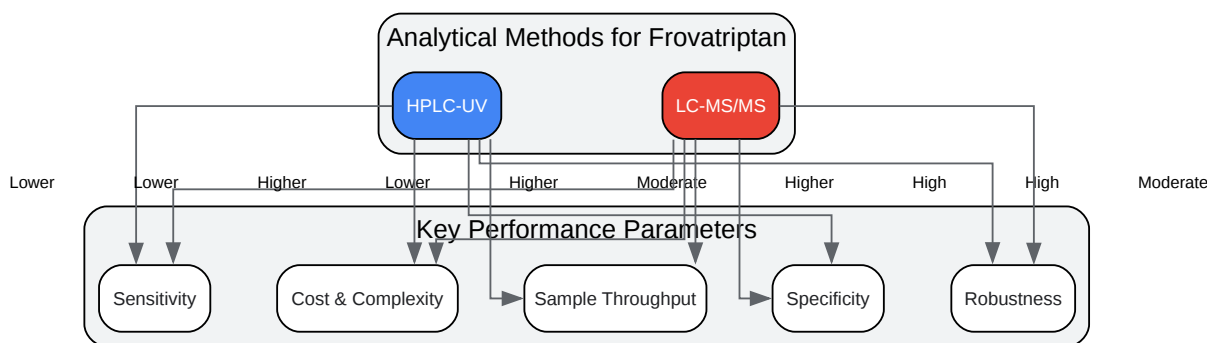 Analytical Methods for Frovatriptan
HPLC-UV LC-MS/MS
Lower Lower Higher Lower Higher Moderate Higher High High Moderate
Key Performance Parameters
Sensitivity Cost & Complexity Sample Throughput Specificity Robustness